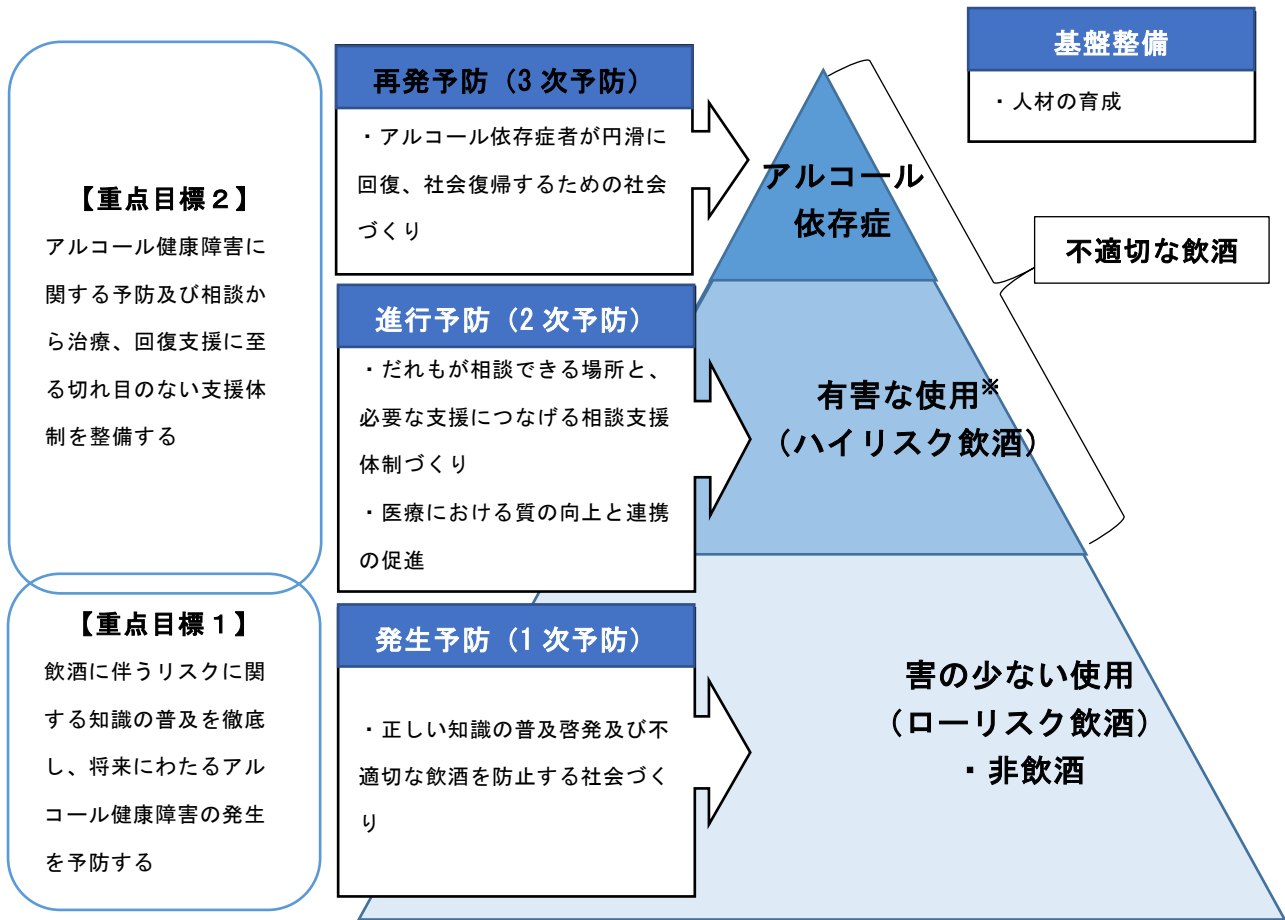 【重点目標２】
アルコール健康障害に
関する予防及び相談か
ら治療、回復支援に至
る切れ目のない支援体
制を整備する
【重点目標１】
飲酒に伴うリスクに関
する知識の普及を徹底
し、将来にわたるアル
コール健康障害の発生
を予防する
再発予防（3 次予防）
・アルコール依存症者が円滑に
回復、社会復帰するための社会
づくり
進行予防（2 次予防）
・だれもが相談できる場所と、
必要な支援につなげる相談支援
体制づくり
・医療における質の向上と連携
の促進
発生予防（1 次予防）
・正しい知識の普及啓発及び不
適切な飲酒を防止する社会づく
り
アルコール
依存症
有害な使用※
（ハイリスク飲酒）
害の少ない使用
（ローリスク飲酒）
・非飲酒
基盤整備
・人材の育成
不適切な飲酒